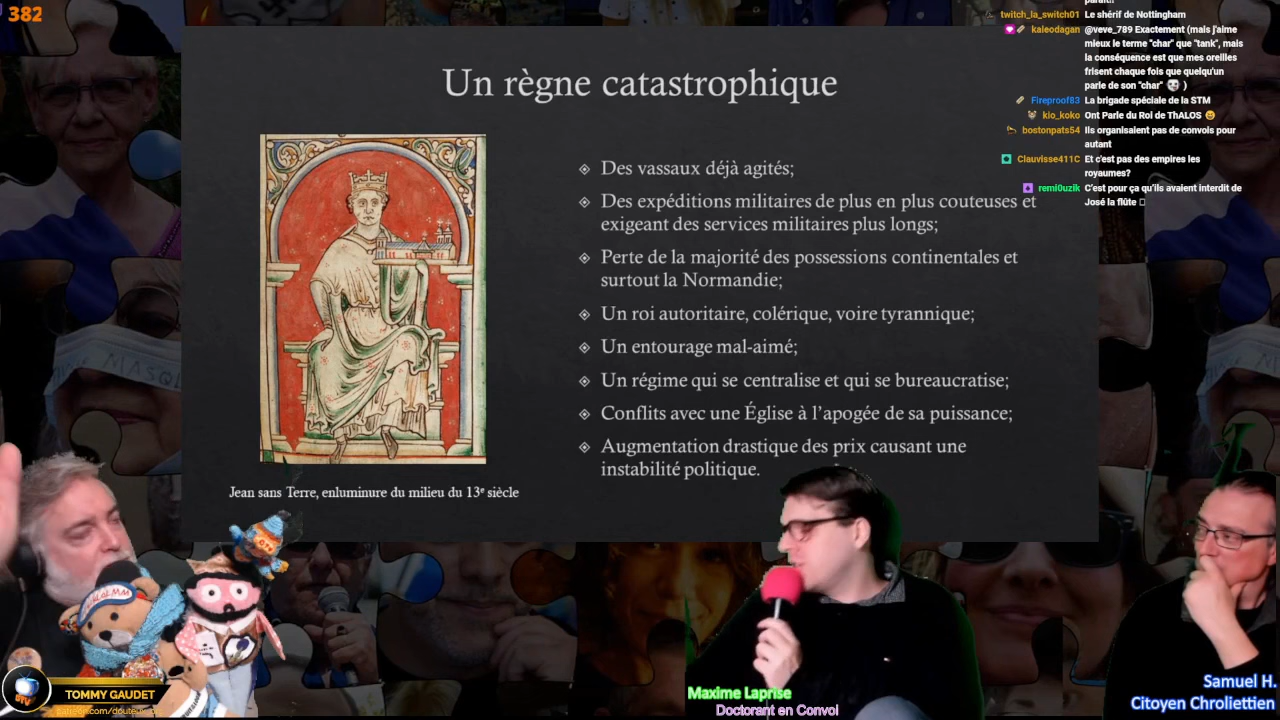 382
Un règne catastrophique
Des vassaux déjà agités;
Des expéditions militaires de plus en plus couteuses et
exigeant des services militaires plus longs;
Perte de la majorité des possessions continentales et
surtout la Normandie;
Un roi autoritaire, colérique, voire tyrannique;
Un entourage mal-aimé;
Un régime qui se centralise et qui se bureaucratise;
Conflits avec une Église à l’apogée de sa puissance;
Augmentation drastique des prix causant une
instabilité politique.
Jean sans Terre, enluminure du milieu du 13e siècle
twitch_la_switch01 Le shérif de Nottingham
kaleodagan @veve_789 Exactement (mais j'aime
mieux le terme "char" que "tank", mais
la conséquence est que mes oreilles
frisent chaque fois que quelqu'un
parle de son "char" )
Fireproof83 La brigade spéciale de la STM
kio_koko Ont Parle du Roi de ThALOS
bostonpats54 Ils organisaient pas de convois pour
autant
Clauvisse411C Et c'est pas des empires les
royaumes?
remi0uzik C'est pour ça qu'ils avaient interdit de
José la flûte
TOMMY GAUDET
Maxime Laprise
Doctorant en Convoi
Samuel H.
Citoyen Chroliettien